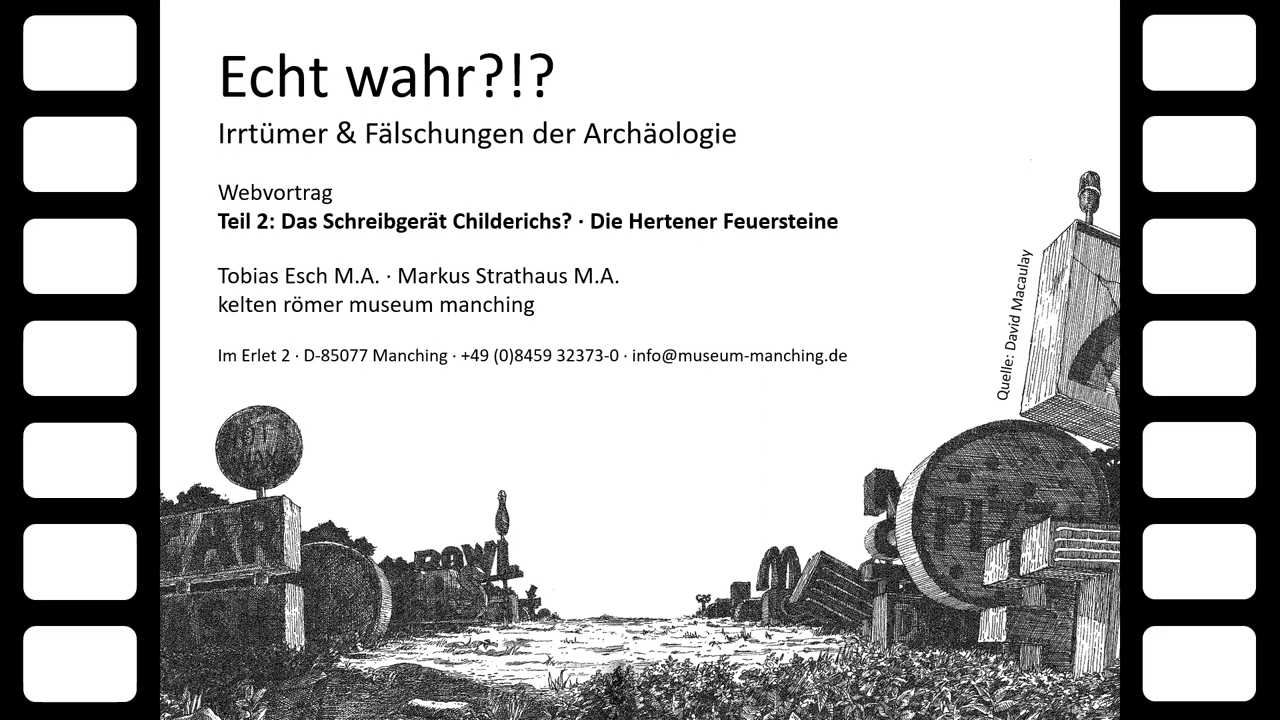 Echt wahr?!?
Irrtümer & Fälschungen der Archäologie
Webvortrag
Teil 2: Das Schreibgerät Childerichs? · Die Hertener Feuersteine
Tobias Esch M.A. · Markus Strathaus M.A.
kelten römer museum manching
Im Erlet 2 · D-85077 Manching · +49 (0)8459 32373-0 · info@museum-manching.de
Quelle: David Macaulay
BOWL